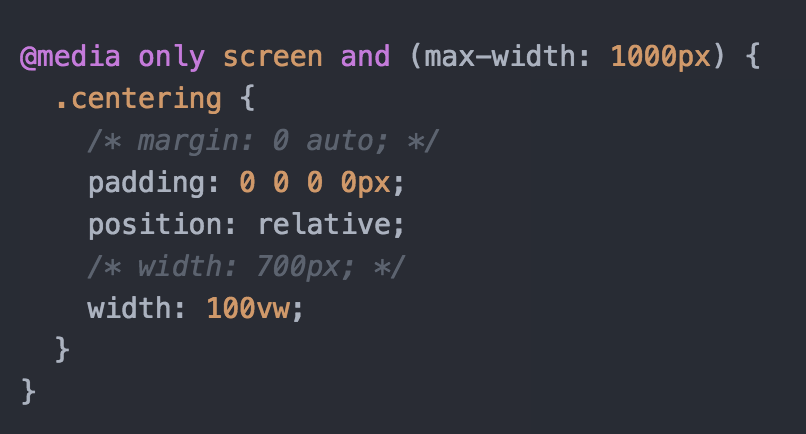 @media only screen and (max-width: 1000px) {
  .centering {
    /* margin: 0 auto; */
    padding: 0 0 0 0px;
    position: relative;
    /* width: 700px; */
    width: 100vw;
  }
}